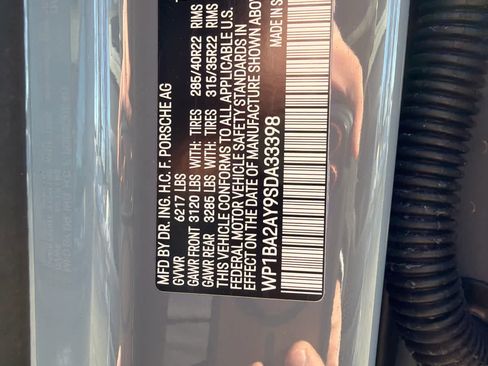 MFD BY DR. ING. H.C. F. PORSCHE AG
GVWR 6217 LBS
GAWR FRONT 3120 LBS WITH: TIRES 285/40R22 RIMS
GAWR REAR 3286 LBS WITH: TIRES 315/35R22 RIMS
THIS VEHICLE CONFORMS TO ALL APPLICABLE U.S.
FEDERAL MOTOR VEHICLE SAFETY STANDARDS IN
EFFECT ON THE DATE OF MANUFACTURE SHOWN ABOV
WP1BA2AY9SDA33398 MADE IN S